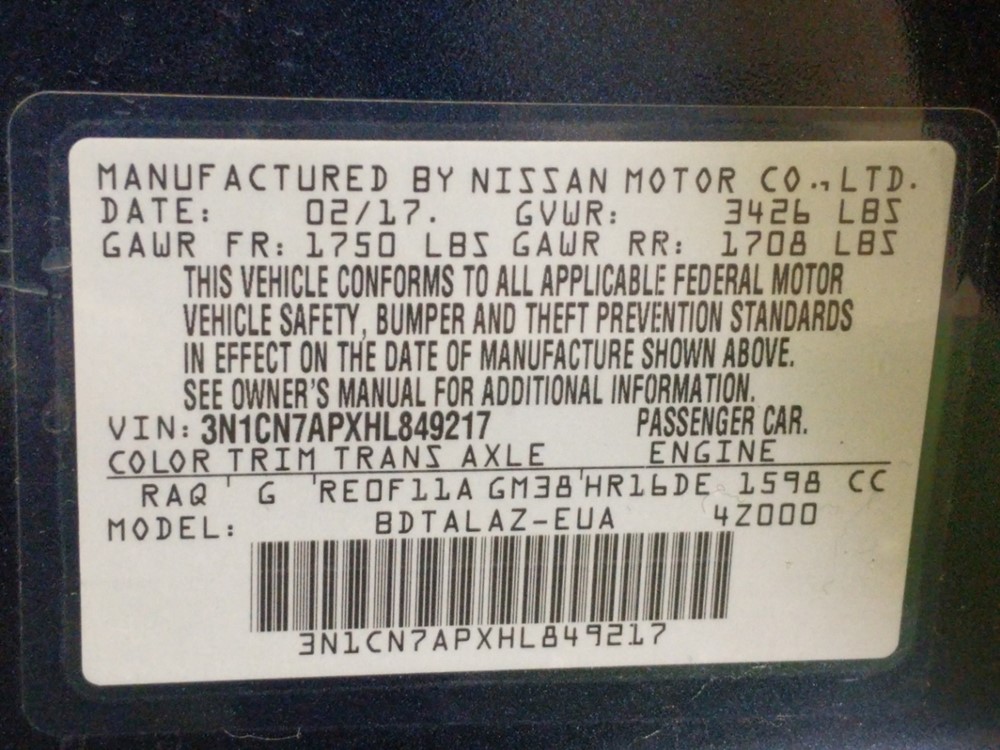 MANUFACTURED BY NISSAN MOTOR CO.,LTD.
DATE: 02/17. GVWR: 3426 LBS
GAWR FR: 1750 LBS GAWR RR: 1708 LBS
THIS VEHICLE CONFORMS TO ALL APPLICABLE FEDERAL MOTOR
VEHICLE SAFETY, BUMPER AND THEFT PREVENTION STANDARDS
IN EFFECT ON THE DATE OF MANUFACTURE SHOWN ABOVE.
SEE OWNER'S MANUAL FOR ADDITIONAL INFORMATION.
VIN: 3N1CN7APXHL849217 PASSENGER CAR.
COLOR TRIM TRANS AXLE ENGINE
RAQ ' G 'RE0F11A GM38'HR16DE 1598 CC
MODEL: BDTALAZ-EUA 4Z000
3N1CN7APXHL849217